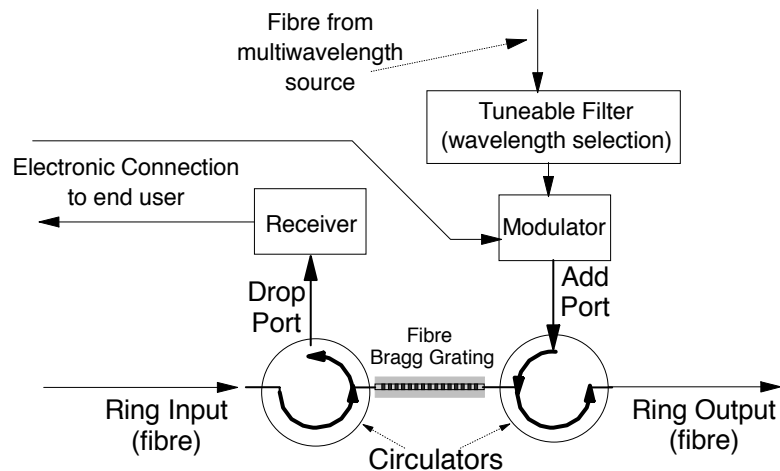 Fibre from
multiwavelength
source
Tuneable Filter
(wavelength selection)
Electronic Connection
to end user
Receiver
Modulator
Drop
Port
Add
Port
Fibre
Bragg Grating
Ring Input
(fibre)
Circulators
Ring Output
(fibre)